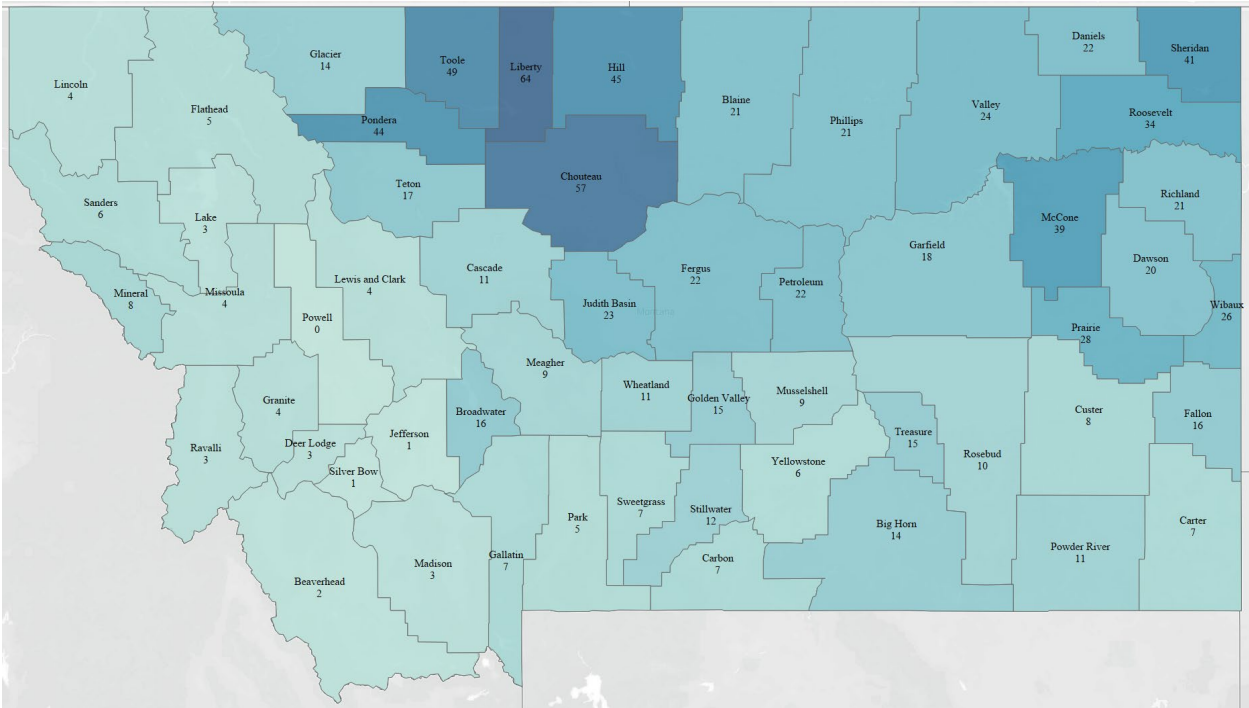 Glacier
14
Toole
49
Liberty
64
Hill
45
Daniels
22
Sheridan
41
Lincoln
4
Flathead
5
Blaine
21
Phillips
21
Valley
24
Roosevelt
34
Pondera
44
Teton
17
Chouteau
57
Sanders
6
Lake
3
McCone
39
Richland
21
Garfield
18
Dawson
20
Mineral
8
Missoula
4
Lewis and Clark
4
Cascade
11
Fergus
22
Petroleum
22
Judith Basin
23
Wibaux
26
Powell
0
Prairie
28
Meagher
9
Wheatland
11
Golden Valley
15
Musselshell
9
Granite
4
Broadwater
16
Custer
8
Fallon
16
Ravalli
3
Deer Lodge
3
Jefferson
1
Treasure
15
Rosebud
10
Silver Bow
1
Yellowstone
6
Sweetgrass
7
Stillwater
12
Park
5
Big Horn
14
Carter
7
Powder River
11
Gallatin
7
Carbon
7
Madison
3
Beaverhead
2